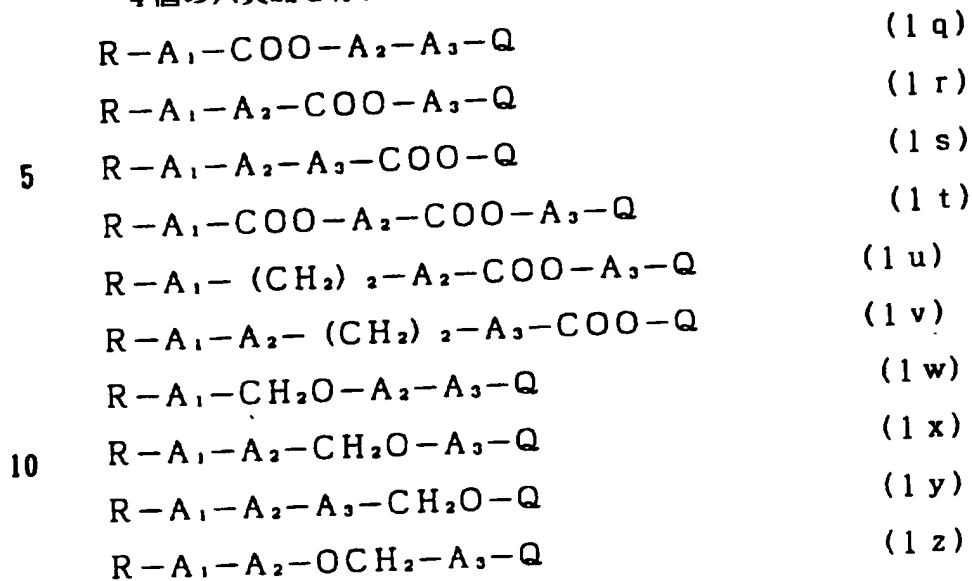 R-A₁-COO-A₂-A₃-Q (1q)
R-A₁-A₂-COO-A₃-Q (1r)
5 R-A₁-A₂-A₃-COO-Q (1s)
R-A₁-COO-A₂-COO-A₃-Q (1t)
R-A₁-(CH₂)₂-A₂-COO-A₃-Q (1u)
R-A₁-A₂-(CH₂)₂-A₃-COO-Q (1v)
R-A₁-CH₂O-A₂-A₃-Q (1w)
10 R-A₁-A₂-CH₂O-A₃-Q (1x)
R-A₁-A₂-A₃-CH₂O-Q (1y)
R-A₁-A₂-OCH₂-A₃-Q (1z)